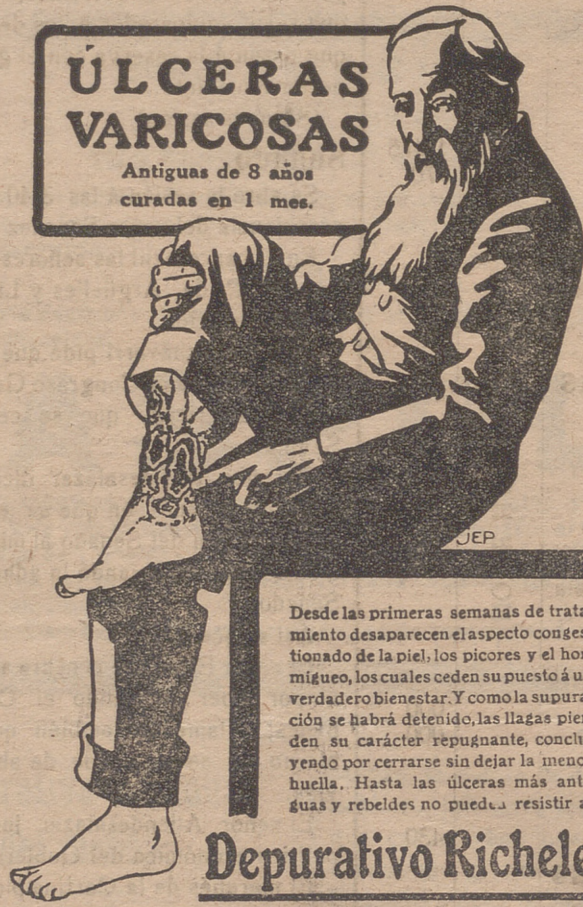 ÚLCERAS
VARICOSAS
Antiguas de 8 años
curadas en 1 mes.
JEP
Desde las primeras semanas de trata
miento desaparecen el aspecto conges
tionado de la piel, los picores y el hor
migueo, los cuales ceden su puesto á u
verdadero bienestar. Y como la supura
ción se habrá detenido, las llagas pier
den su carácter repugnante, conclu
yendo por cerrarse sin dejar la meno
huella. Hasta las úlceras más anti
guas y rebeldes no pueden resistir a
Depurativo Richele